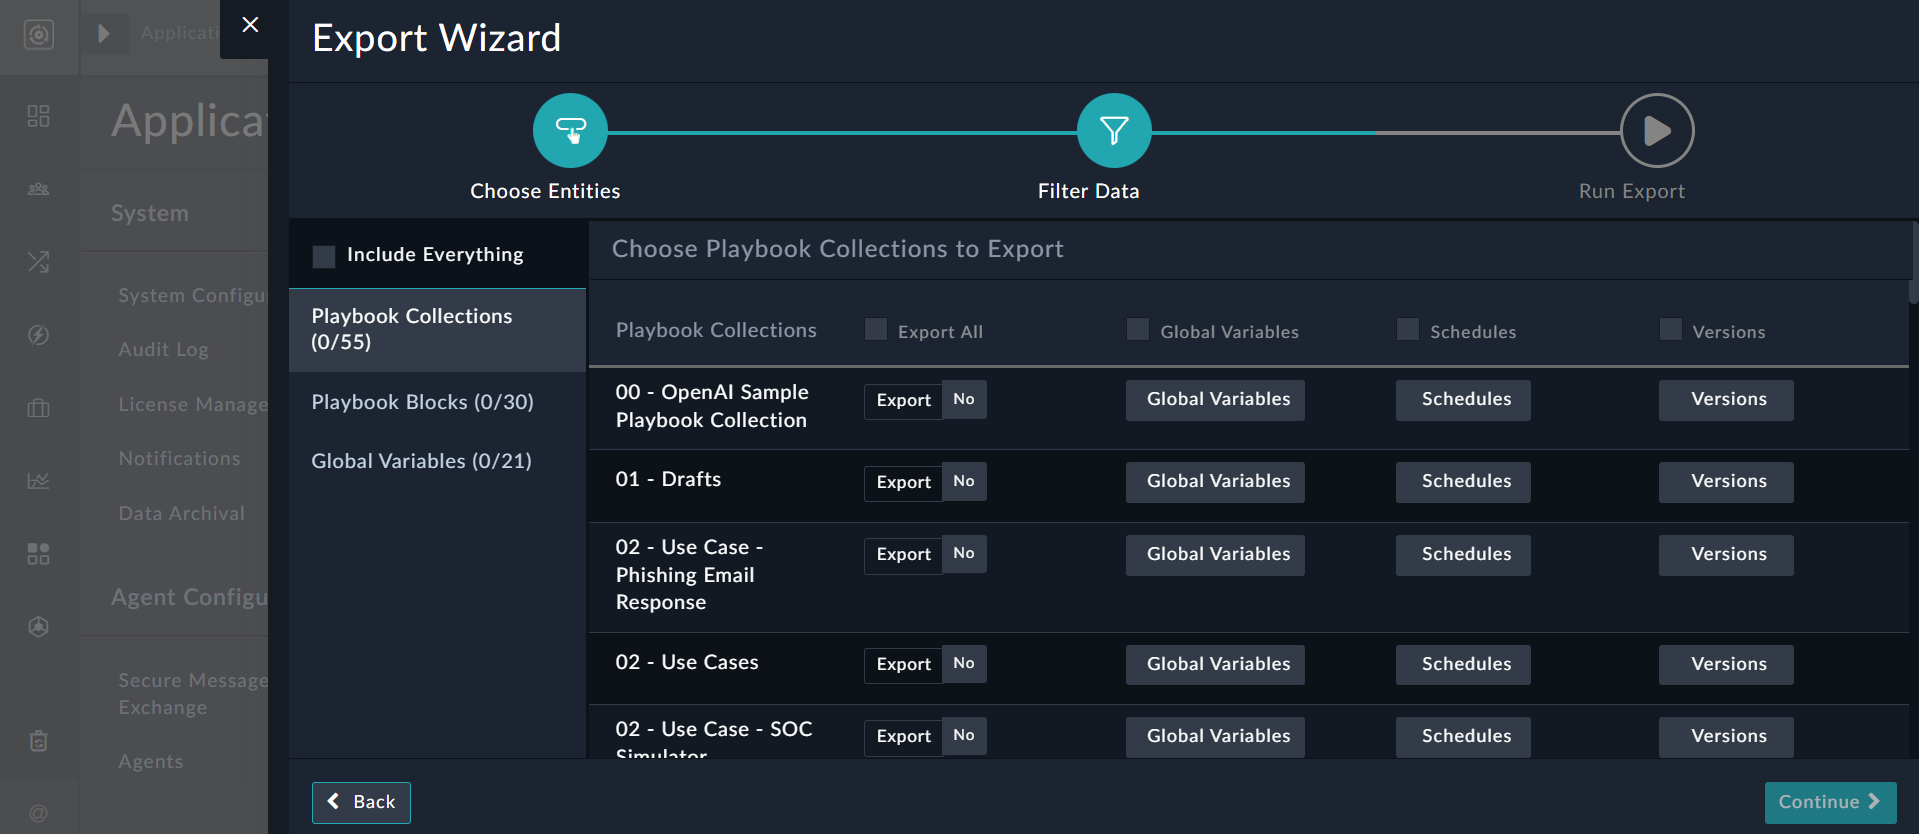 Applicati
Export Wizard
Applica
Choose Entities
Filter Data
Run Export
System
System Configu
Audit Log
License Manage
Notifications
Data Archival
Agent Configu
Secure Message
Exchange
Agents
@
Include Everything
Playbook Collections
(0/55)
Playbook Blocks (0/30)
Global Variables (0/21)
Choose Playbook Collections to Export
Playbook Collections Export All Global Variables Schedules Versions
00 - OpenAI Sample
Playbook Collection
Export No Global Variables Schedules Versions
01 - Drafts Export No Global Variables Schedules Versions
02 - Use Case -
Phishing Email
Response
Export No Global Variables Schedules Versions
02 - Use Cases Export No Global Variables Schedules Versions
02 - Use Case - SOC
Simulator
Export No Global Variables Schedules Versions
Back
Continue